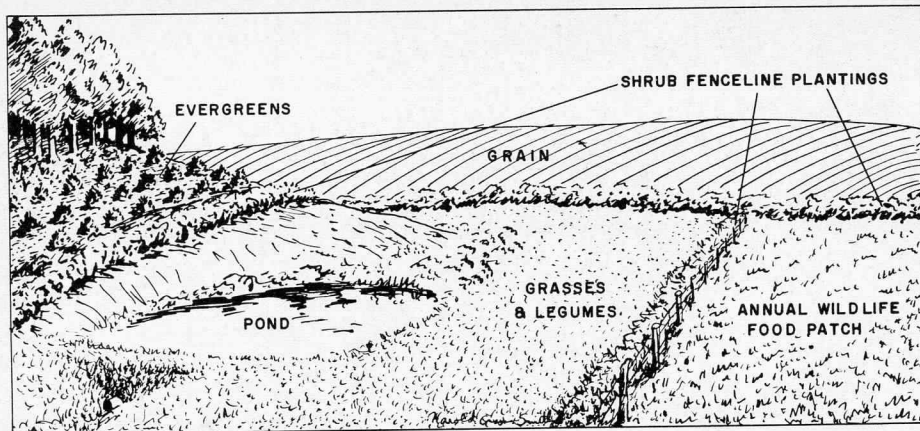 SHRUB FENCELINE PLANTINGS
EVERGREENS
GRAIN
GRASSES
& LEGUMES
POND
ANNUAL WILDLIFE
FOOD PATCH